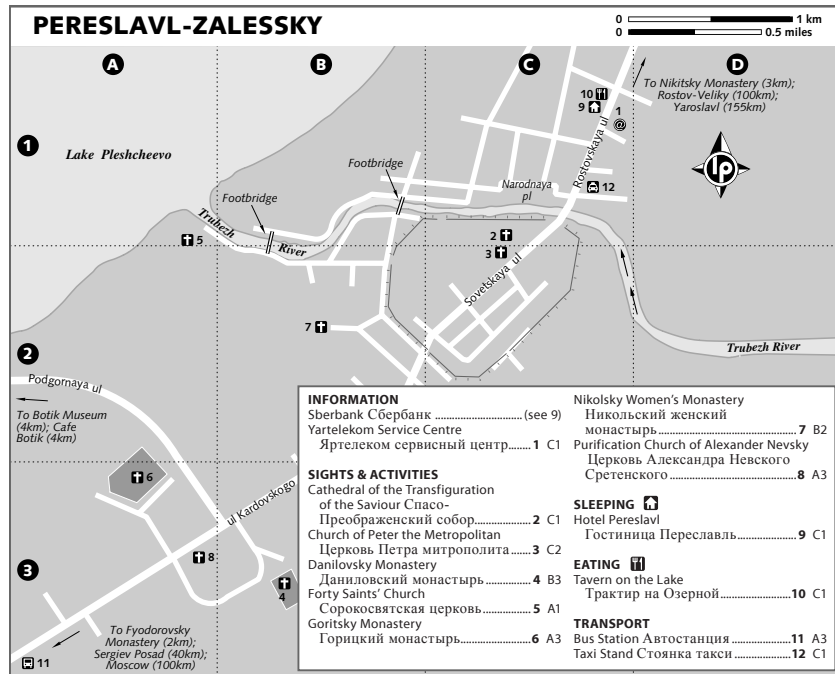 PERESLAVL-ZALESSKY
0 1 km
0 0.5 miles
A
B
C
D
1
2
3
To Nikitsky Monastery (3km);
Rostov-Veliky (100km);
Yaroslavl (155km)
10
9
1
@
lp
Lake Pleshcheevo
Footbridge
Footbridge
Rostovskaya ul
Narodnaya
pl
12
Trubezh
River
5
2
3
Sovetskaya ul
7
Trubezh River
Podgornaya ul
To Botik Museum
(4km); Cafe
Botik (4km)
6
ul Kardovskogo
8
4
To Fyodorovsky
Monastery (2km);
Sergiev Posad (40km);
Moscow (100km)
11
INFORMATION
Sberbank Сбербанк ..............................(see 9)
Yartelekom Service Centre
Яртелеком сервисный центр.......1 C1
SIGHTS & ACTIVITIES
Cathedral of the Transfiguration
of the Saviour Спасо-
Преображенский собор......................2 C1
Church of Peter the Metropolitan
Церковь Петра митрополита..........3 C2
Danilovsky Monastery
Даниловский монастырь..................4 B3
Forty Saints' Church
Сорокосвятская церковь...................5 A1
Goritsky Monastery
Горицкий монастырь.........................6 A3
Nikolsky Women's Monastery
Никольский женский
монастырь..............................................7 B2
Purification Church of Alexander Nevsky
Церковь Александра Невского
Сретенского...........................................8 A3
SLEEPING
Hotel Pereslavl
Гостиница Переславль.......................9 C1
EATING
Tavern on the Lake
Трактир на Озерной.........................10 C1
TRANSPORT
Bus Station Автостанция...................11 A3
Taxi Stand Стоянка такси...................12 C1